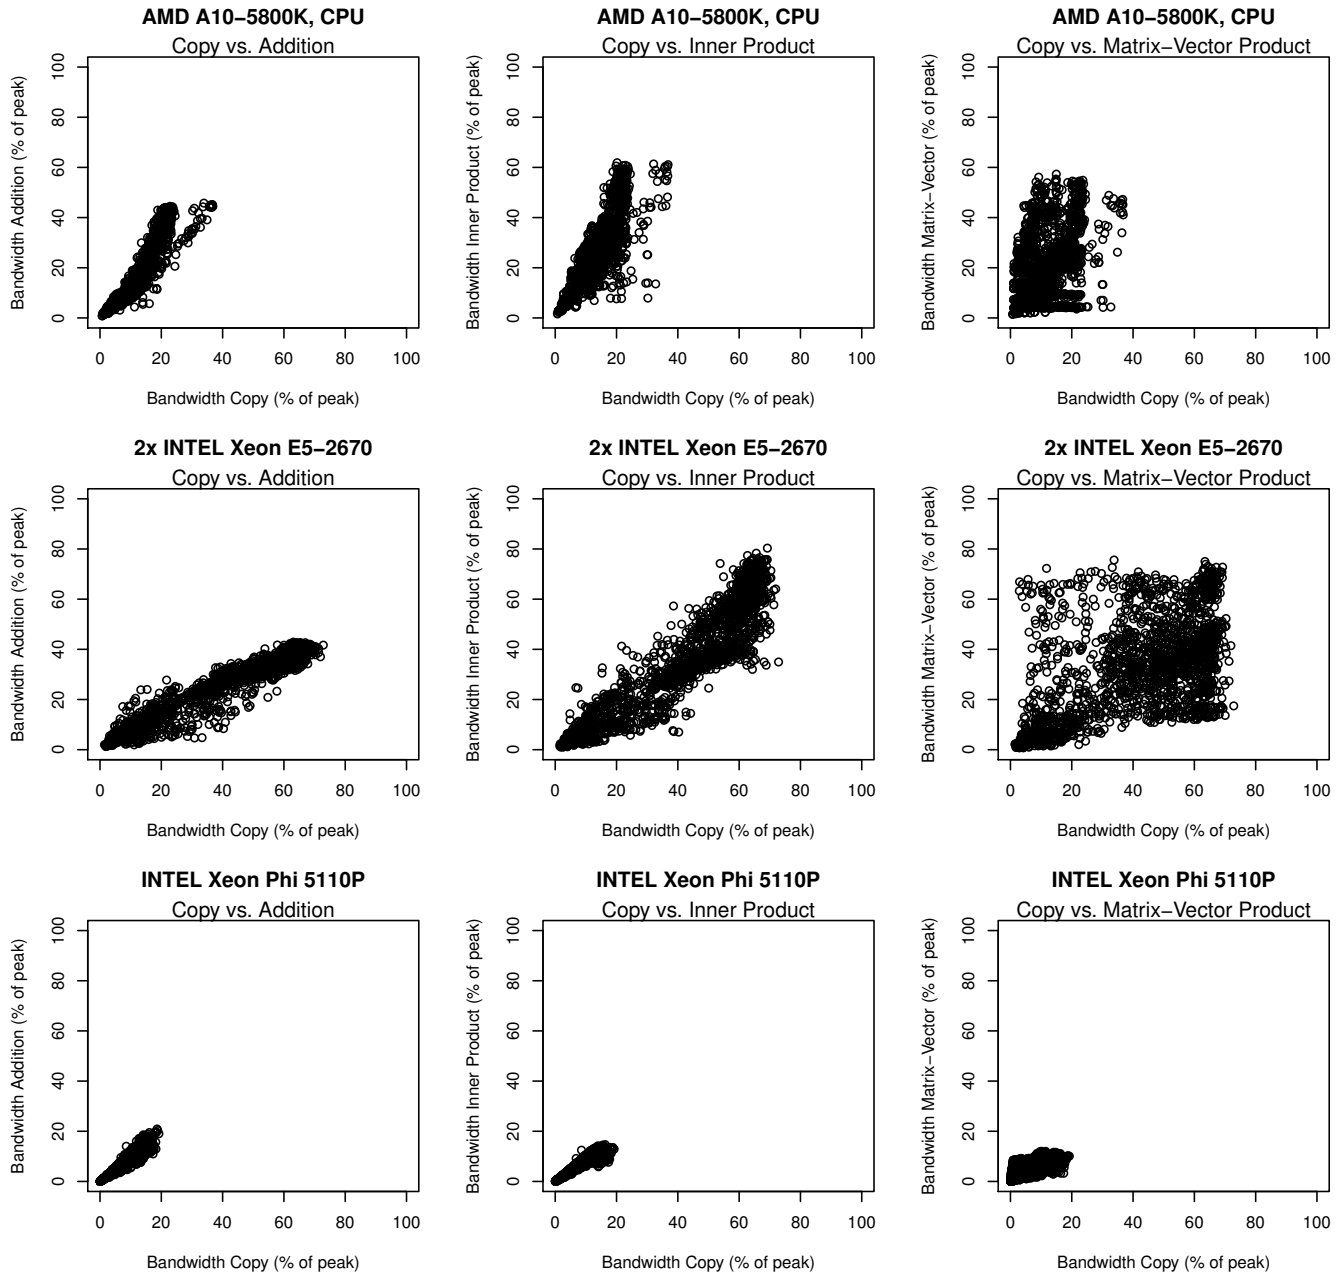 AMD A10−5800K, CPU
Copy vs. Addition
Bandwidth Addition (% of peak)
100
80
60
40
20
0
0 20 40 60 80 100
Bandwidth Copy (% of peak)
AMD A10−5800K, CPU
Copy vs. Inner Product
Bandwidth Inner Product (% of peak)
100
80
60
40
20
0
0 20 40 60 80 100
Bandwidth Copy (% of peak)
AMD A10−5800K, CPU
Copy vs. Matrix−Vector Product
Bandwidth Matrix−Vector (% of peak)
100
80
60
40
20
0
0 20 40 60 80 100
Bandwidth Copy (% of peak)
2x INTEL Xeon E5−2670
Copy vs. Addition
Bandwidth Addition (% of peak)
100
80
60
40
20
0
0 20 40 60 80 100
Bandwidth Copy (% of peak)
2x INTEL Xeon E5−2670
Copy vs. Inner Product
Bandwidth Inner Product (% of peak)
100
80
60
40
20
0
0 20 40 60 80 100
Bandwidth Copy (% of peak)
2x INTEL Xeon E5−2670
Copy vs. Matrix−Vector Product
Bandwidth Matrix−Vector (% of peak)
100
80
60
40
20
0
0 20 40 60 80 100
Bandwidth Copy (% of peak)
INTEL Xeon Phi 5110P
Copy vs. Addition
Bandwidth Addition (% of peak)
100
80
60
40
20
0
0 20 40 60 80 100
Bandwidth Copy (% of peak)
INTEL Xeon Phi 5110P
Copy vs. Inner Product
Bandwidth Inner Product (% of peak)
100
80
60
40
20
0
0 20 40 60 80 100
Bandwidth Copy (% of peak)
INTEL Xeon Phi 5110P
Copy vs. Matrix−Vector Product
Bandwidth Matrix−Vector (% of peak)
100
80
60
40
20
0
0 20 40 60 80 100
Bandwidth Copy (% of peak)